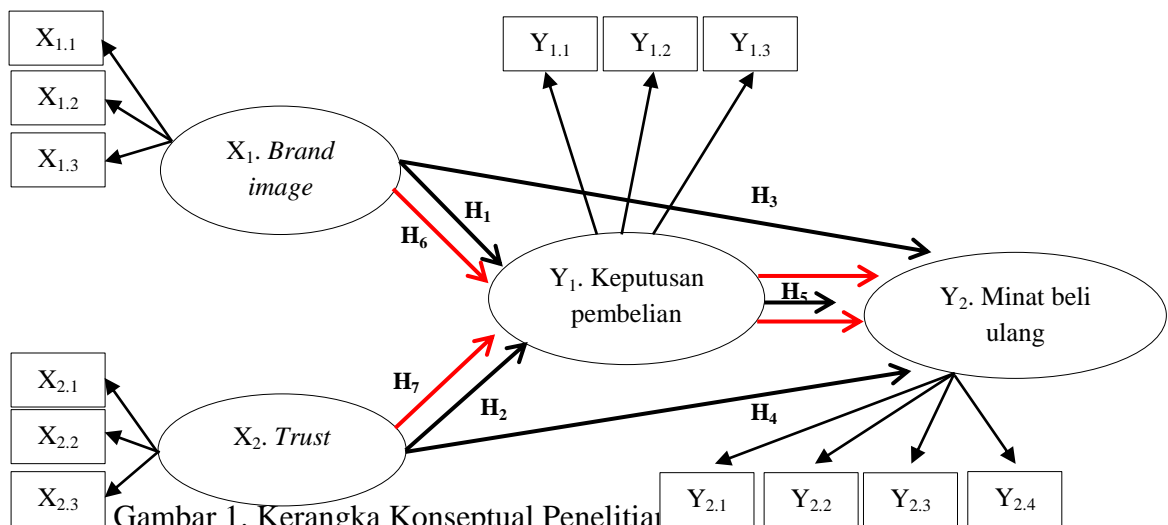 X1.1
X1.2
X1.3
Y1.1
Y1.2
Y1.3
X1. Brand
image
H3
H1
H6
Y1. Keputusan
pembelian
H5
Y2. Minat beli
ulang
X2.1
X2.2
X2.3
H7
H2
X2. Trust
H4
Y2.1
Y2.2
Y2.3
Y2.4
Gambar 1. Kerangka Konseptual Penelitian